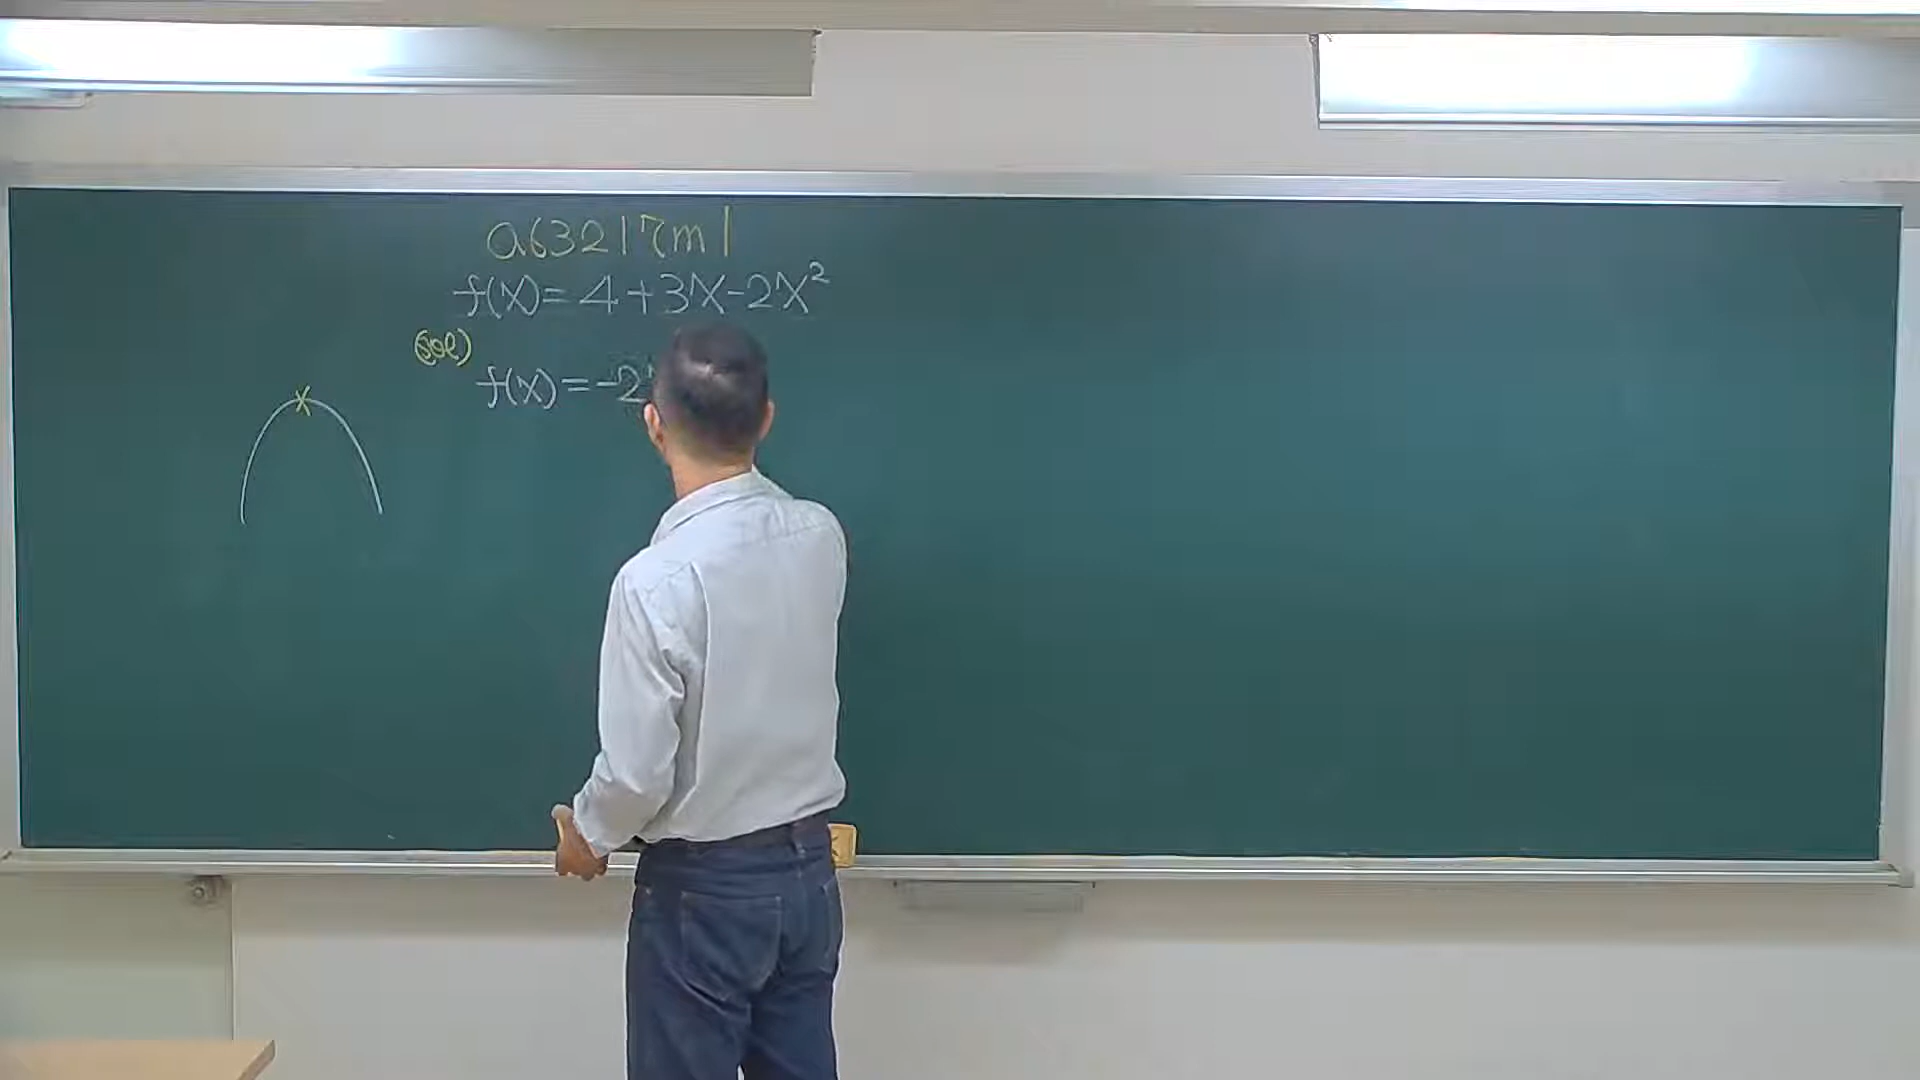 a63217m1
f(x)=4+3x-2x²
(sol)
f(x)=-2